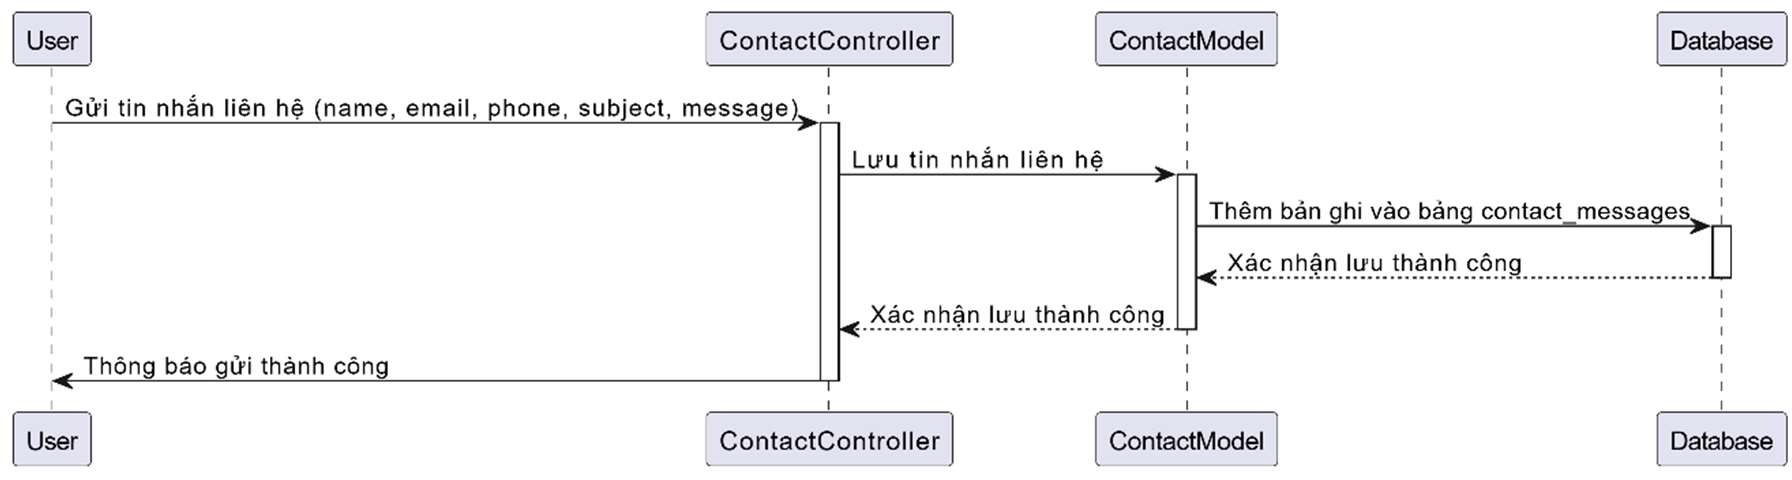 User
ContactController
ContactModel
Database
Gửi tin nhắn liên hệ (name, email, phone, subject, message)
Lưu tin nhắn liên hệ
Thêm bản ghi vào bảng contact_messages
Xác nhận lưu thành công
Xác nhận lưu thành công
Thông báo gửi thành công
User
ContactController
ContactModel
Database